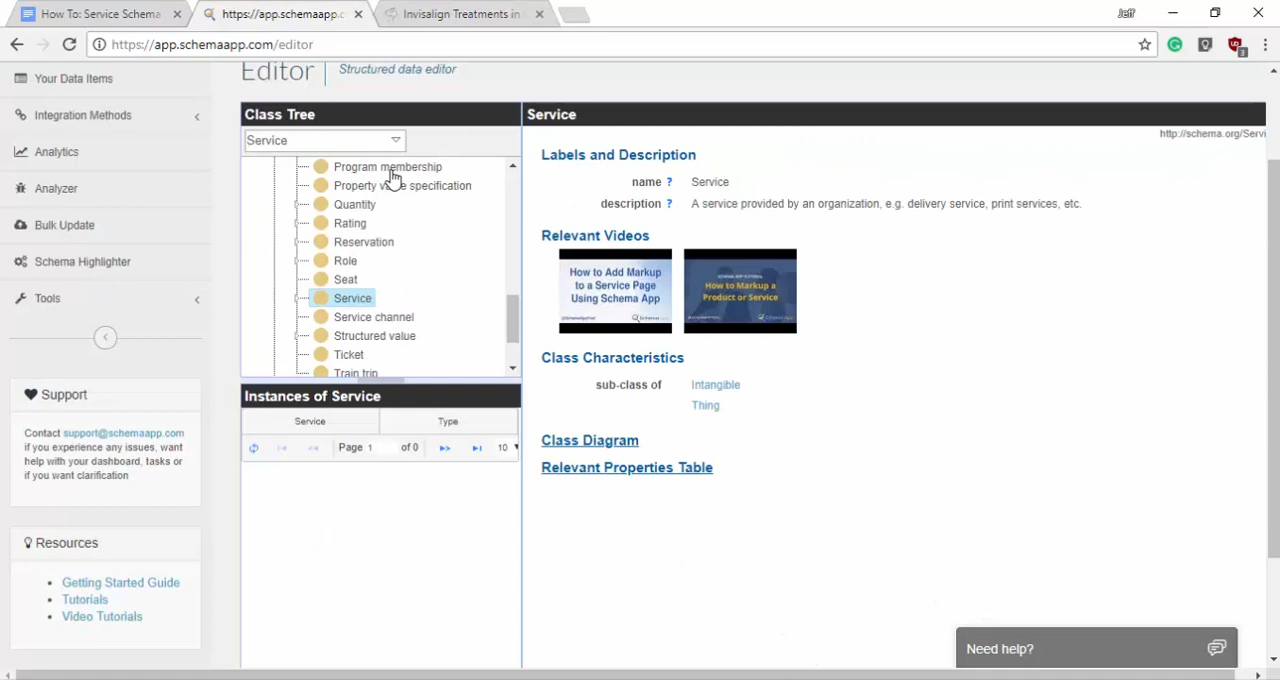 How To: Service Schema
https://app.schemaapp.c
Invisalign Treatments in
Jeff
https://app.schemaapp.com/editor
Editor
Structured data editor
Your Data Items
Integration Methods
Analytics
Analyzer
Bulk Update
Schema Highlighter
Tools
Support
Contact support@schemaapp.com
if you experience any issues, want
help with your dashboard, tasks or
if you want clarification
Resources
Getting Started Guide
Tutorials
Video Tutorials
Class Tree
Service
Program membership
Property value specification
Quantity
Rating
Reservation
Role
Seat
Service
Service channel
Structured value
Ticket
Train trip
Instances of Service
Service Type
Page 1 of 0 10
Service
http://schema.org/Servi
Labels and Description
name ? Service
description ? A service provided by an organization, e.g. delivery service, print services, etc.
Relevant Videos
How to Add Markup
to a Service Page
Using Schema App
How to Markup a
Product or Service
Class Characteristics
sub-class of Intangible
Thing
Class Diagram
Relevant Properties Table
Need help?